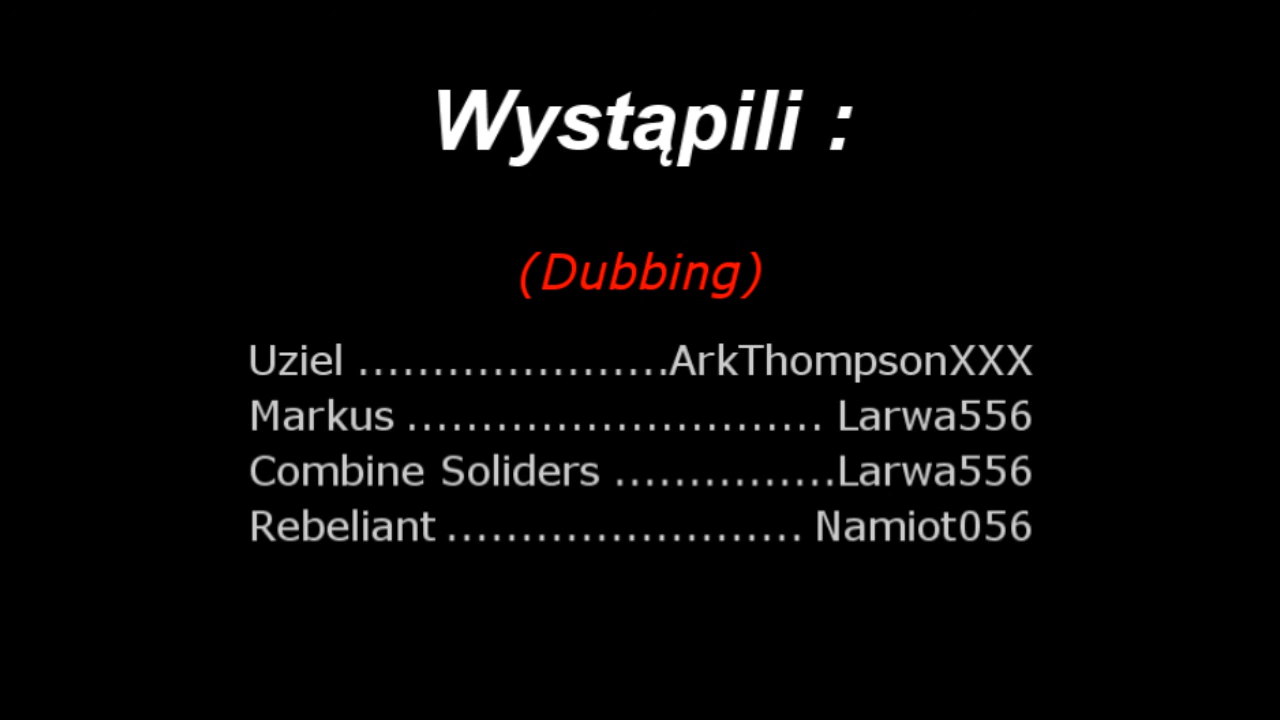 Wystąpili :
(Dubbing)
Uziel .....................ArkThompsonXXX
Markus ............................ Larwa556
Combine Soliders ...............Larwa556
Rebeliant ........................ Namiot056